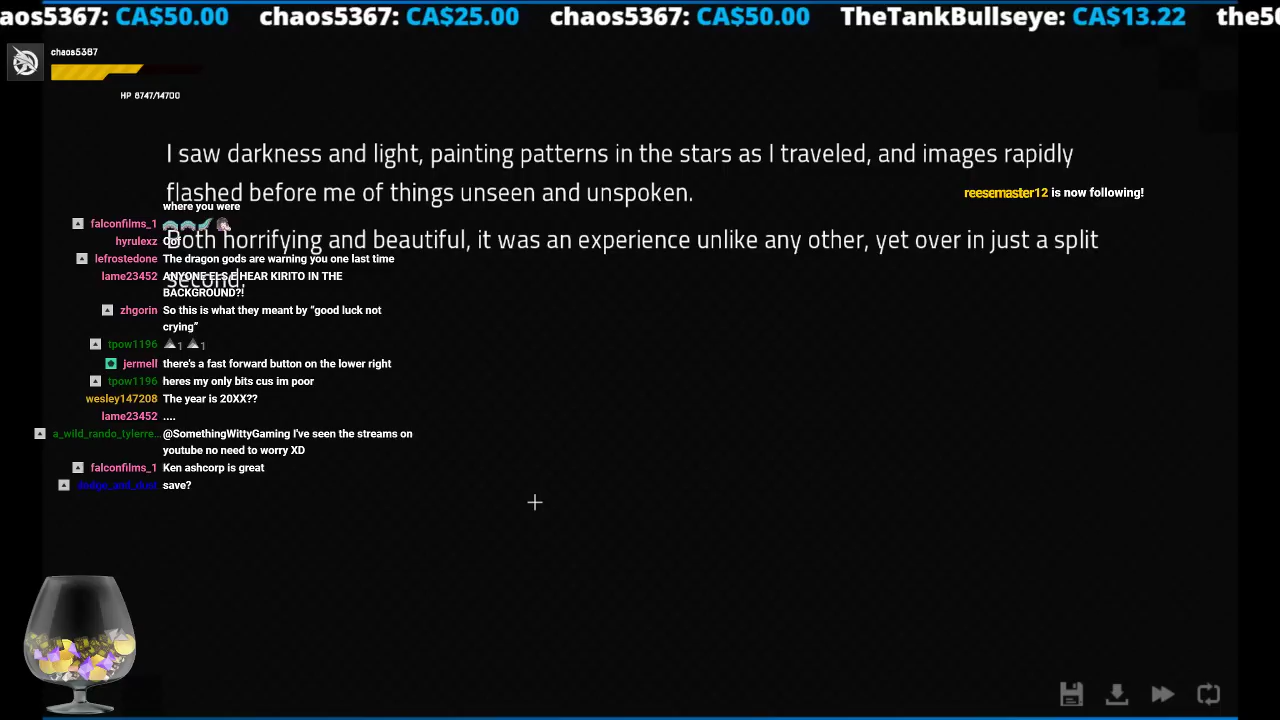 aos5367: CA$50.00 chaos5367: CA$25.00 chaos5367: CA$50.00 TheTankBullseye: CA$13.22 the50
chaos5367
HP 8747/14700
I saw darkness and light, painting patterns in the stars as I traveled, and images rapidly
flashed before me of things unseen and unspoken.
reesemaster12 is now following!
where you were
falconfilms_1
Both horrifying and beautiful, it was an experience unlike any other, yet over in just a split
second.
hyrulexz
lefrostedone The dragon gods are warning you one last time
lame23452 ANYONE ELSE HEAR KIRITO IN THE
BACKGROUND?!
zhgorin So this is what they meant by “good luck not
crying”
tpow1196 1 1
jermell there's a fast forward button on the lower right
tpow1196 heres my only bits cus im poor
wesley147208 The year is 20XX??
lame23452 ....
a_wild_rando_tylerre... @SomethingWittyGaming I've seen the streams on
youtube no need to worry XD
falconfilms_1 Ken ashcorp is great
save?